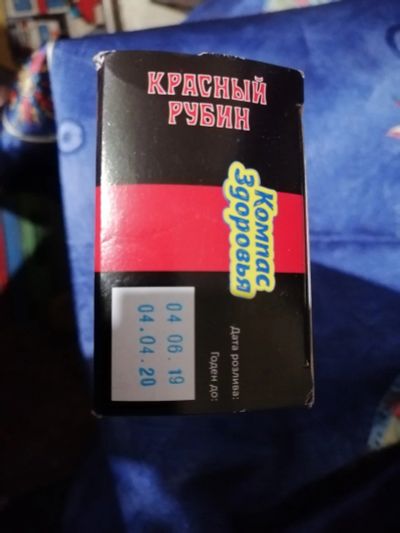 КРАСНЫЙ
РУБИН
Компас
Здоровья
Дата розлива:
Годен до:
04 06.19
04.04.20